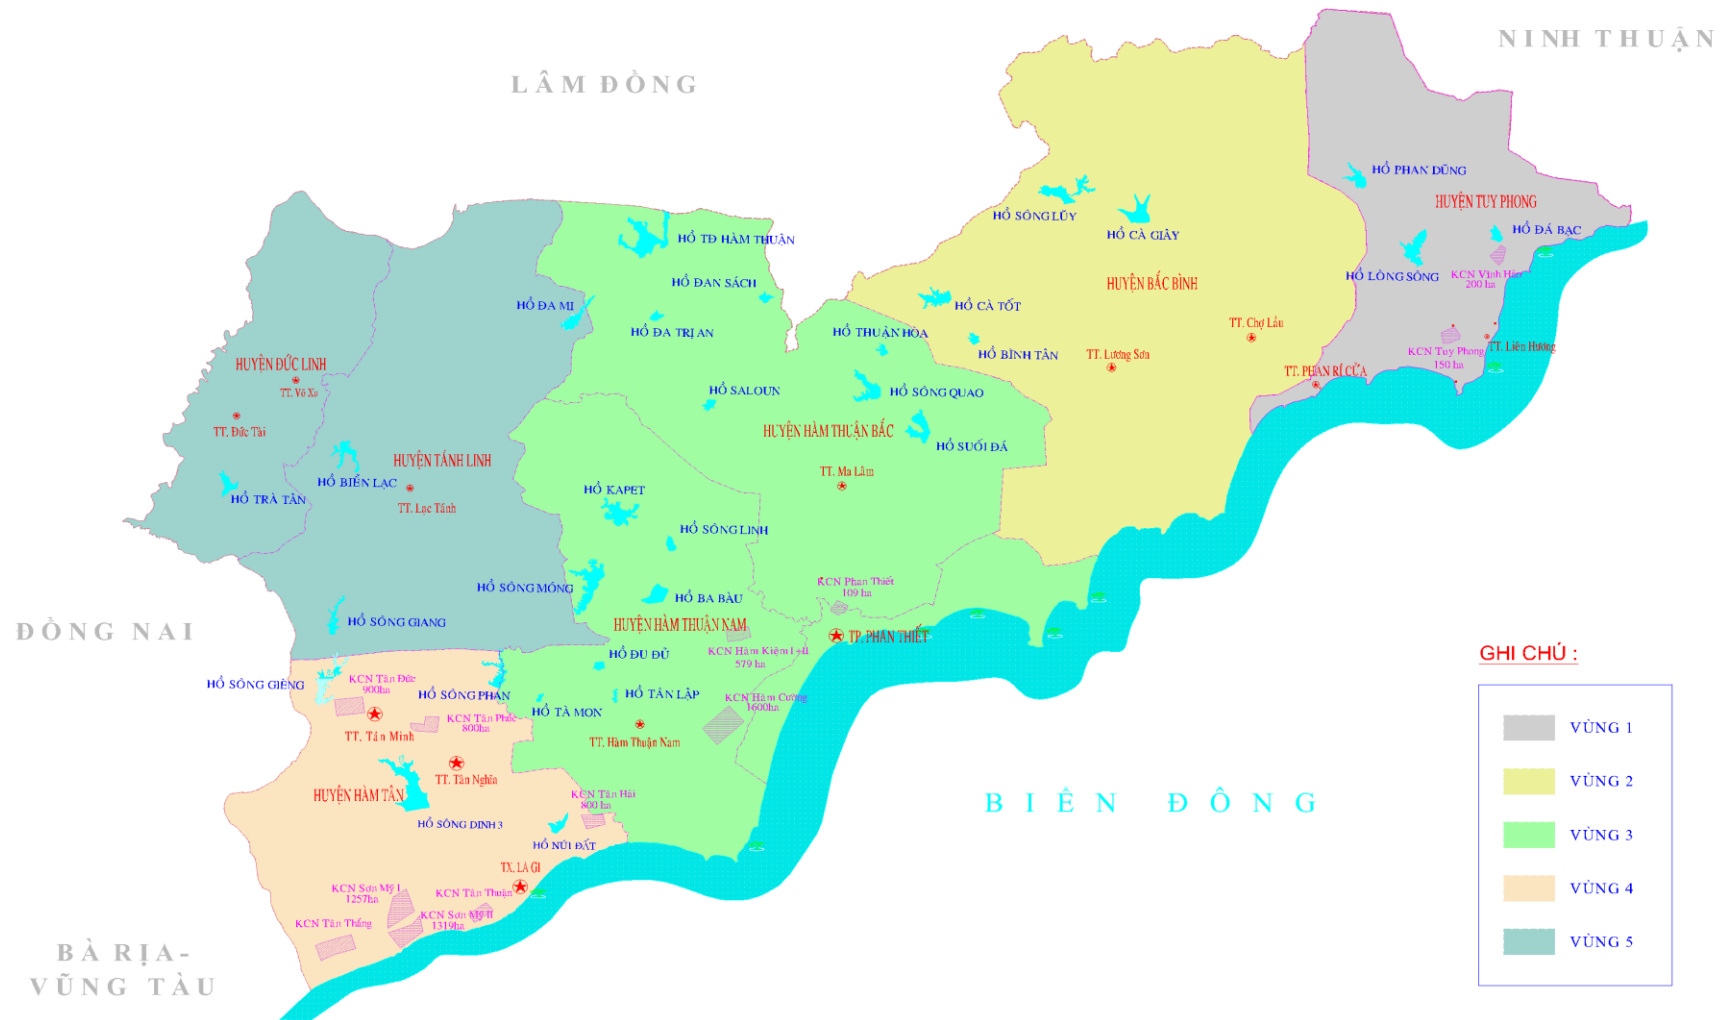 NINH THUẬN
LÂM ĐỒNG
HỒ PHAN DŨNG
HUYỆN TUY PHONG
HỒ SÔNG LŨY
HỒ CÀ GIÂY
HỒ ĐÁ BẠC
HỒ TĐ HÀM THUẬN
HỒ LÒNG SÔNG
KCN Vĩnh Hảo
200 ha
HỒ ĐAN SÁCH
HUYỆN BẮC BÌNH
HỒ ĐA MI
HỒ CÀ TỐT
HỒ ĐA TRỊ AN
HỒ THUẬN HÒA
TT. Chợ Lầu
HỒ BÌNH TÂN
TT. Lương Sơn
KCN Tuy Phong
150 ha
TT. Liên Hương
HUYỆN ĐỨC LINH
TT. Võ Xu
TT. PHAN RÍ CỬA
HỒ SALOUN
HỒ SÔNG QUAO
TT. Đức Tài
HUYỆN HÀM THUẬN BẮC
HỒ SUỐI ĐÁ
HUYỆN TÁNH LINH
TT. Ma Lâm
HỒ BIỂN LẠC
HỒ TRÀ TÂN
TT. Lạc Tánh
HỒ KAPET
HỒ SÔNG LINH
HỒ SÔNG MÓNG
KCN Phan Thiết
109 ha
HỒ BA BÀU
HỒ SÔNG GIANG
HUYỆN HÀM THUẬN NAM
TP. PHAN THIẾT
ĐỒNG NAI
HỒ ĐU ĐỦ
KCN Hàm Kiệm I - II
579 ha
HỒ SÔNG GIÊNG
KCN Tân Đức
900ha
HỒ SÔNG PHAN
HỒ TÂN LẬP
KCN Hàm Cường
1600ha
HỒ TÀ MON
KCN Tân Phúc
800ha
TT. Tân Minh
TT. Hàm Thuận Nam
TT. Tân Nghĩa
HUYỆN HÀM TÂN
KCN Tân Hải
800 ha
HỒ SÔNG DINH 3
HỒ NÚI ĐẤT
BIỂN ĐÔNG
TX. LA GI
KCN Sơn Mỹ I
1257ha
KCN Tân Thuận
KCN Sơn Mỹ II
1319ha
KCN Tân Thắng
BÀ RỊA-
VŨNG TÀU
GHI CHÚ :
VÙNG 1
VÙNG 2
VÙNG 3
VÙNG 4
VÙNG 5